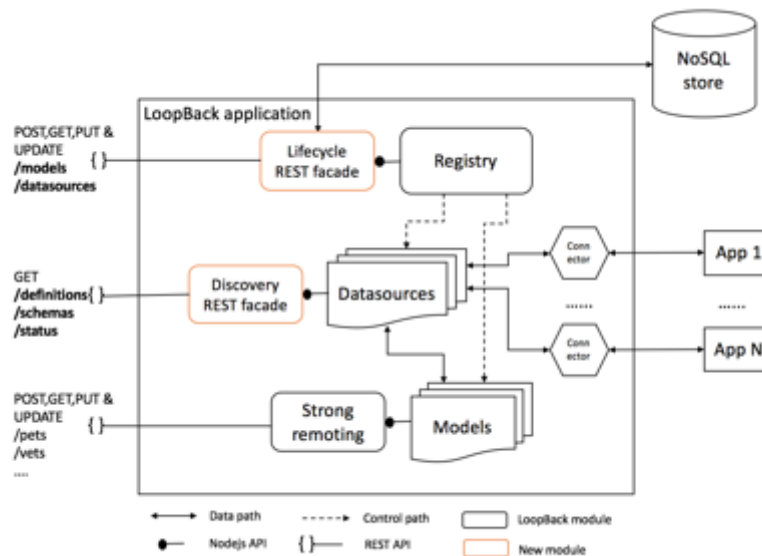 NoSQL
store
LoopBack application
POST,GET,PUT &
UPDATE
/models
/datasources
{ }
Lifecycle
REST facade
Registry
GET
/definitions
/schemas
/status
{ }
Discovery
REST facade
Datasources
Conn
ector
App 1
......
......
Conn
ector
App N
POST,GET,PUT &
UPDATE
/pets
/vets
....
{ }
Strong
remoting
Models
Data path
Control path
LoopBack module
Nodejs API
{ }
REST API
New module